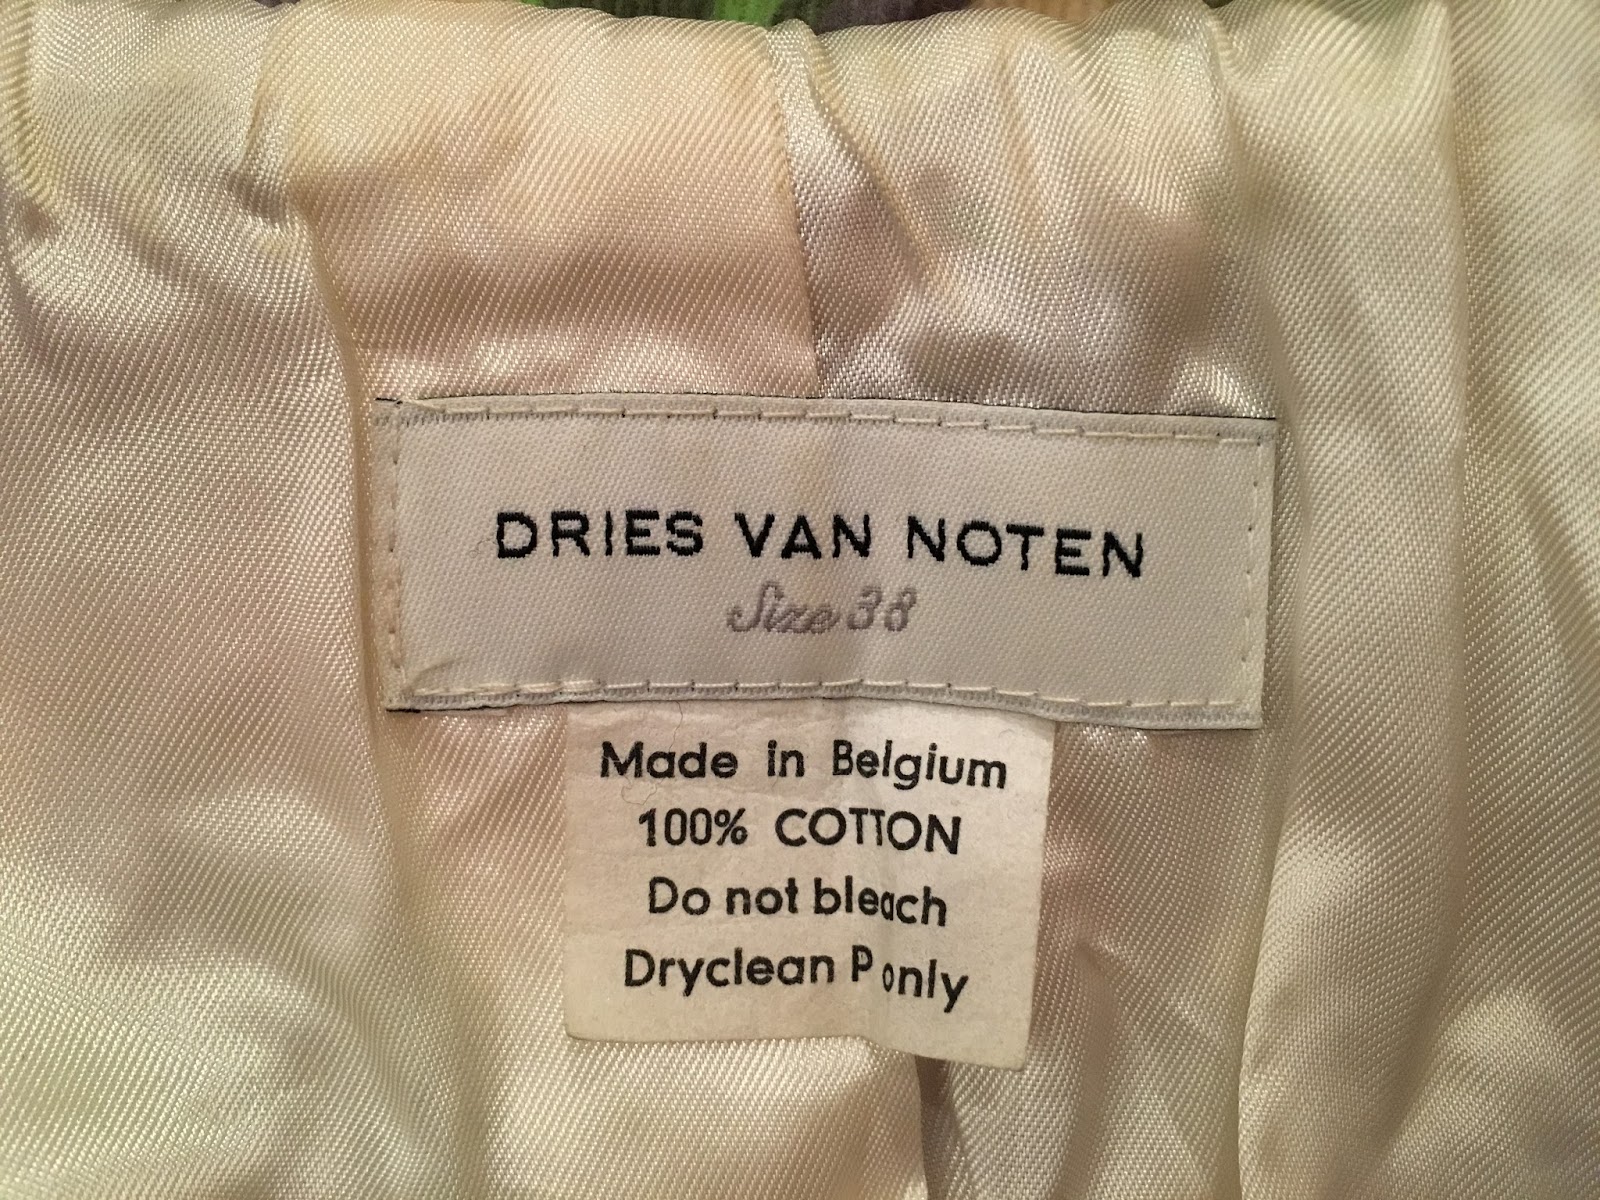 DRIES VAN NOTEN
Size 38
Made in Belgium
100% COTTON
Do not bleach
Dryclean P only